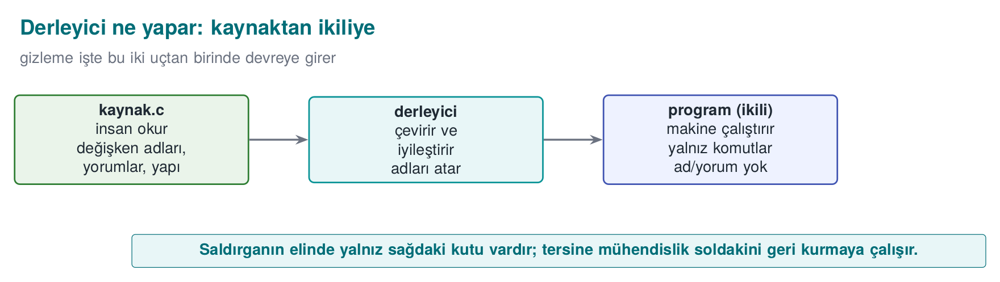 Derleyici ne yapar: kaynaktan ikiliye
gizleme işte bu iki uçtan birinde devreye girer
kaynak.c
insan okur
değişken adları,
yorumlar, yapı
derleyici
çevirir ve
iyileştirir
adları atar
program (ikili)
makine çalıştırır
yalnız komutlar
ad/yorum yok
Saldırganın elinde yalnız sağdaki kutu vardır; tersine mühendislik soldakini geri kurmaya çalışır.